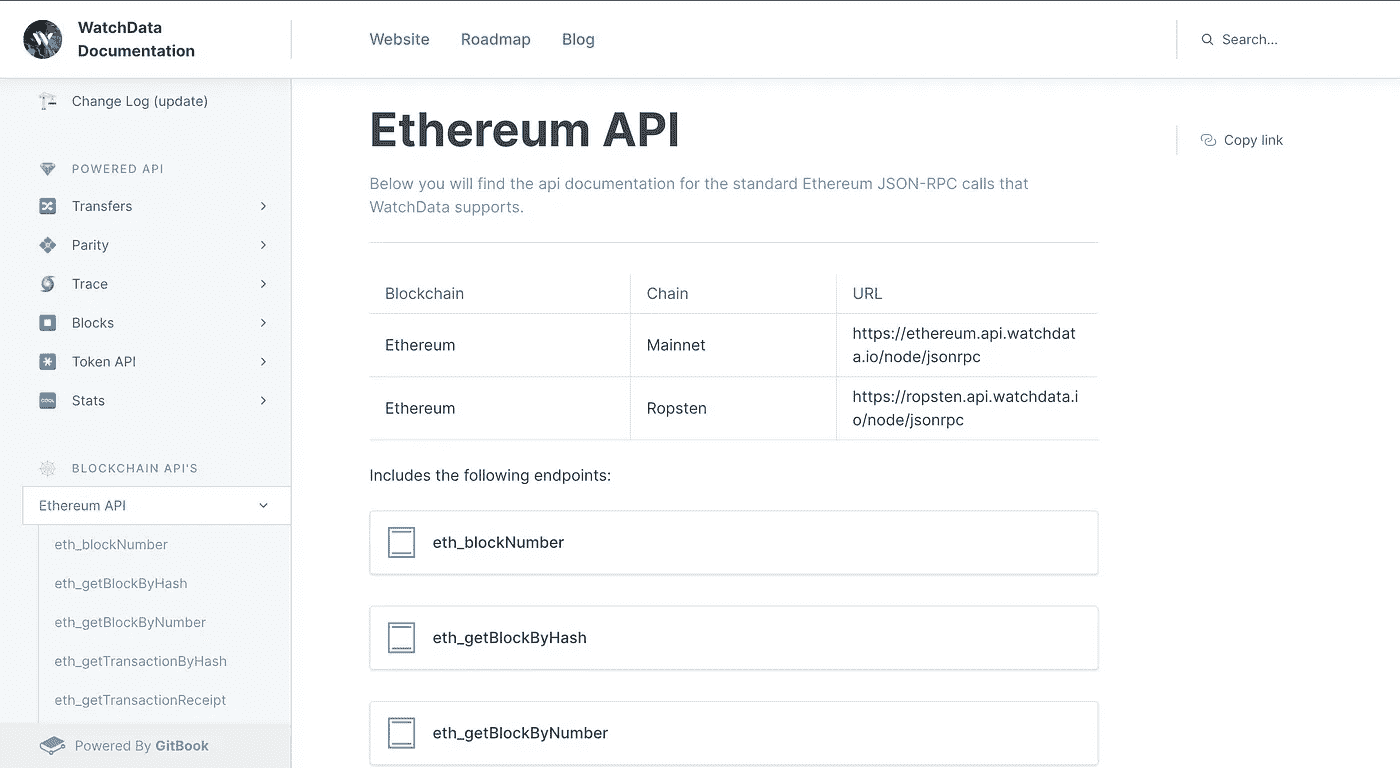 WatchData
Documentation
Website
Roadmap
Blog
Search...
Change Log (update)
POWERED API
Transfers
Parity
Trace
Blocks
Token API
COOL
Stats
BLOCKCHAIN API'S
Ethereum API
eth_blockNumber
eth_getBlockByHash
eth_getBlockByNumber
eth_getTransactionByHash
eth_getTransactionReceipt
Powered By GitBook
Ethereum API
Copy link
Below you will find the api documentation for the standard Ethereum JSON-RPC calls that
WatchData supports.
Blockchain
Chain
URL
Ethereum
Mainnet
https://ethereum.api.watchdat
a.io/node/jsonrpc
Ethereum
Ropsten
https://ropsten.api.watchdata.i
o/node/jsonrpc
Includes the following endpoints:
eth_blockNumber
eth_getBlockByHash
eth_getBlockByNumber